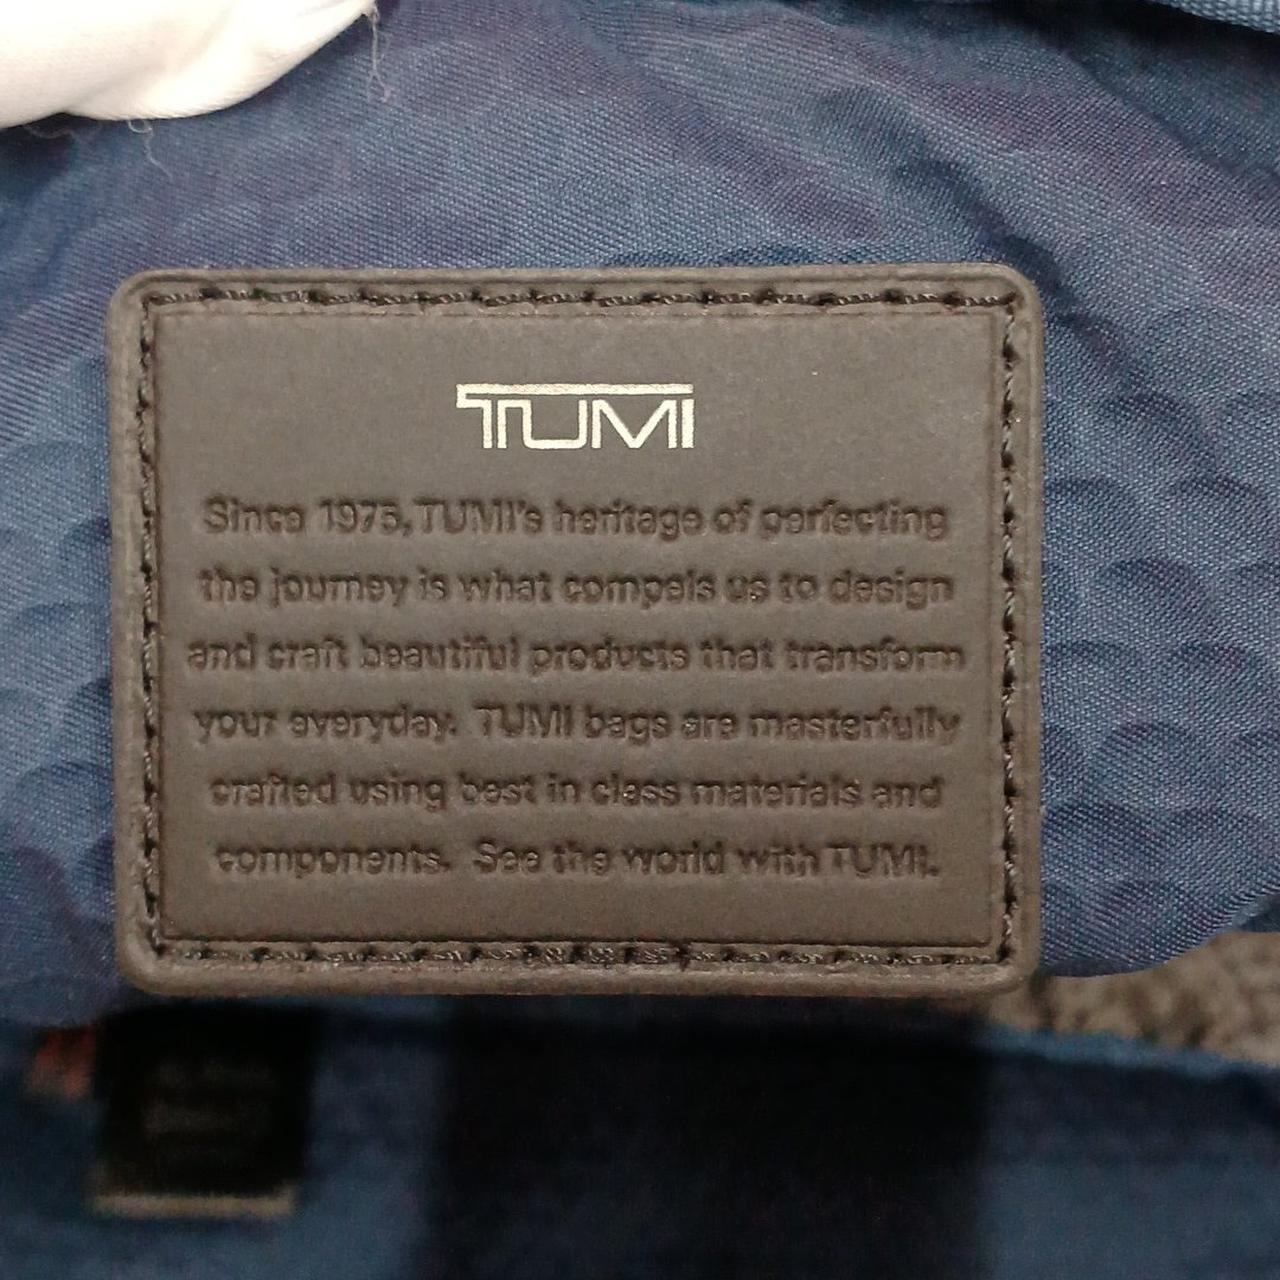 TUMI
Since 1975, TUMI's heritage of perfecting
the journey is what compels us to design
and craft beautiful products that transform
your everyday. TUMI bags are masterfully
crafted using best in class materials and
components. See the world with TUMI.